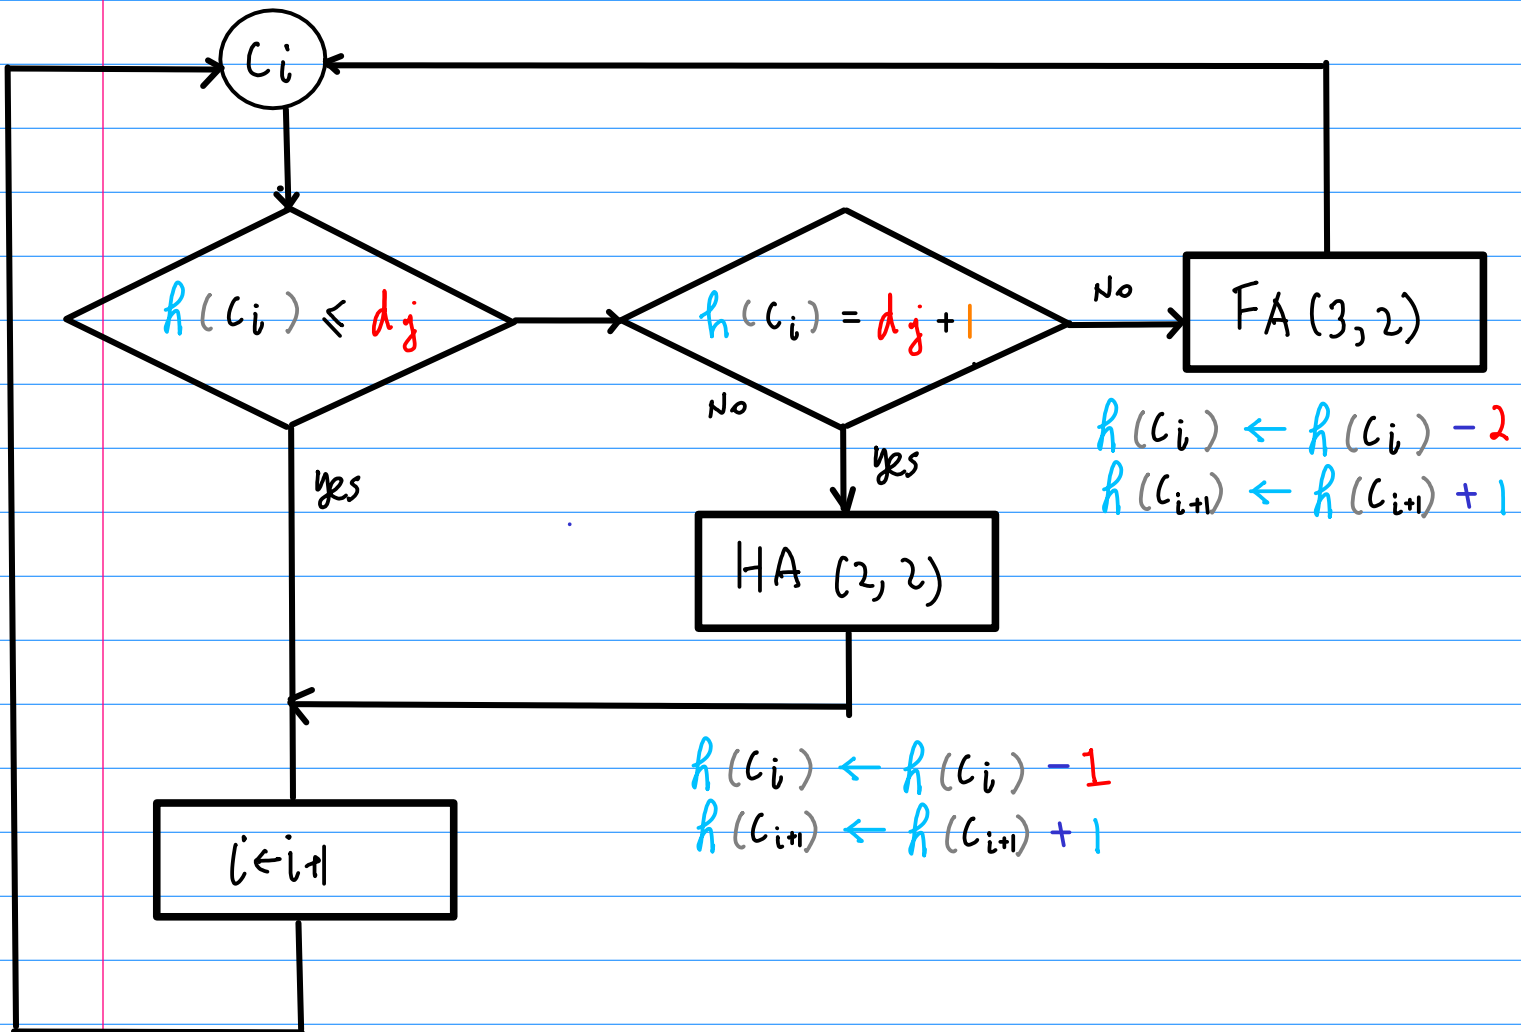 Ci
h(Ci) ≤ dj
h(Ci) = dj+1
No
FA(3,2)
No
yes
yes
h(Ci) ← h(Ci) - 2
h(Ci+1) ← h(Ci+1) + 1
HA (2,2)
h(Ci) ← h(Ci) - 1
h(Ci+1) ← h(Ci+1) + 1
i←i+1